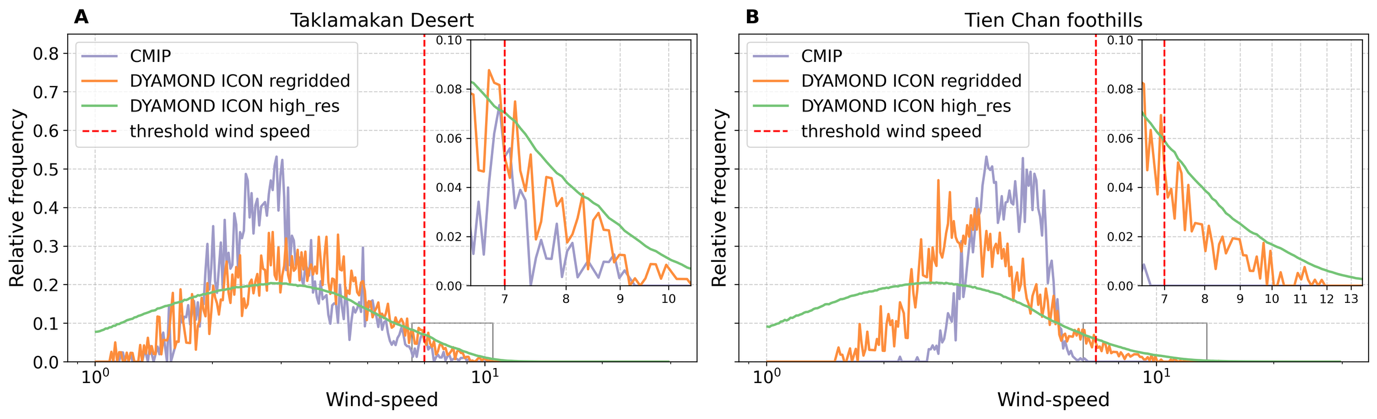 A
Taklamakan Desert
Relative frequency
0.8
0.7
0.6
0.5
0.4
0.3
0.2
0.1
0.0
CMIP
DYAMOND ICON regridded
DYAMOND ICON high_res
threshold wind speed
0.10
0.08
0.06
0.04
0.02
0.00
7
8
9
10
10⁰
10¹
Wind-speed
B
Tien Chan foothills
Relative frequency
CMIP
DYAMOND ICON regridded
DYAMOND ICON high_res
threshold wind speed
0.10
0.08
0.06
0.04
0.02
0.00
7
8
9
10
11
12
13
10⁰
10¹
Wind-speed